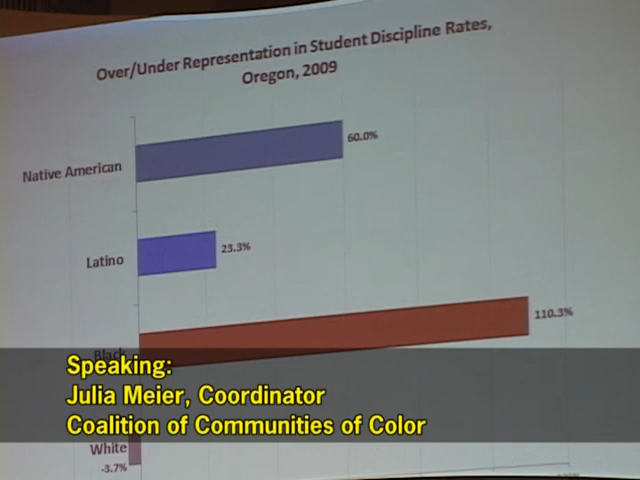 Over/Under Representation in Student Discipline Rates,
Oregon, 2009
Native American
60.0%
Latino
23.3%
110.3%
Black
Speaking:
Julia Meier, Coordinator
Coalition of Communities of Color
White
-3.7%